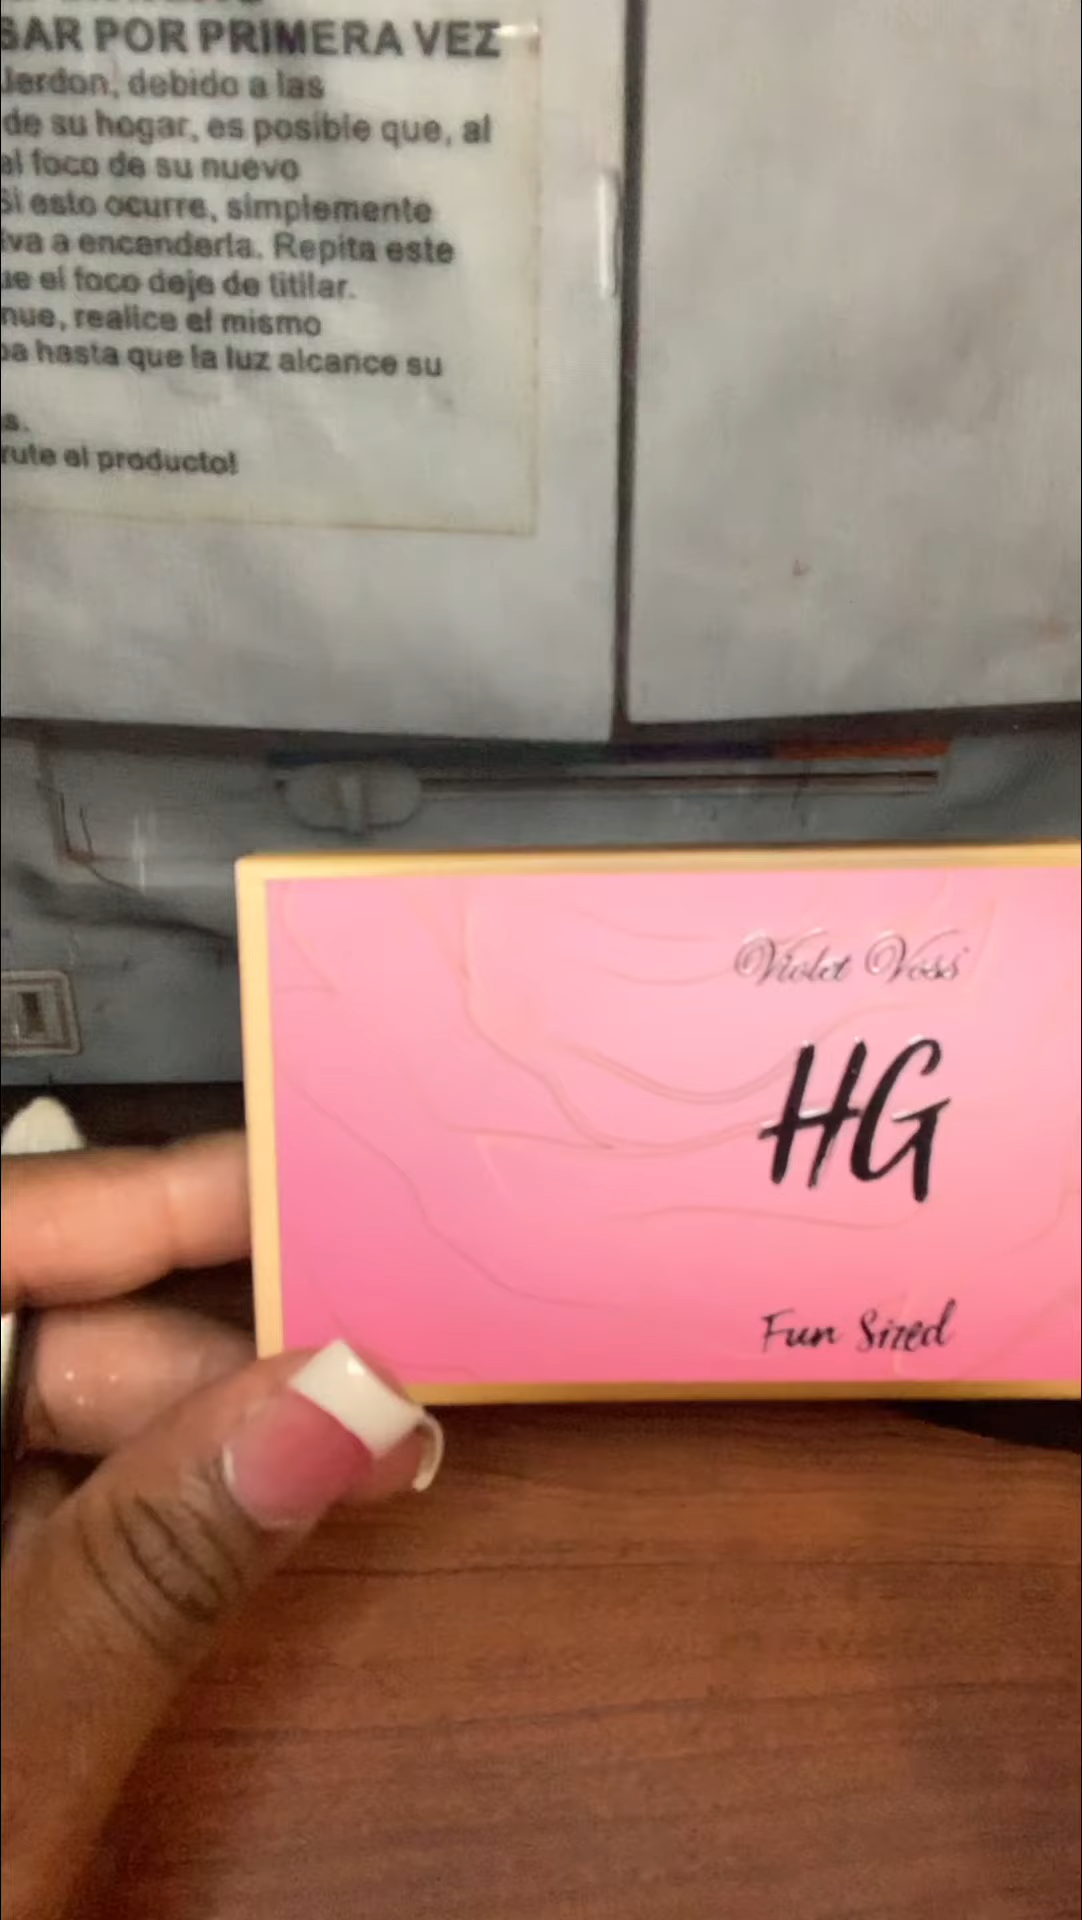 SAR POR PRIMERA VEZ
Jerdon, debido a las
de su hogar, es posible que, al
al foco de su nuevo
Si esto ocurre, simplemente
va a encenderla. Repita este
ue el foco deje de titilar.
nue, realice el mismo
ba hasta que la luz alcance su
s.
rute el producto!
Violet Voss
HG
Fun Sized